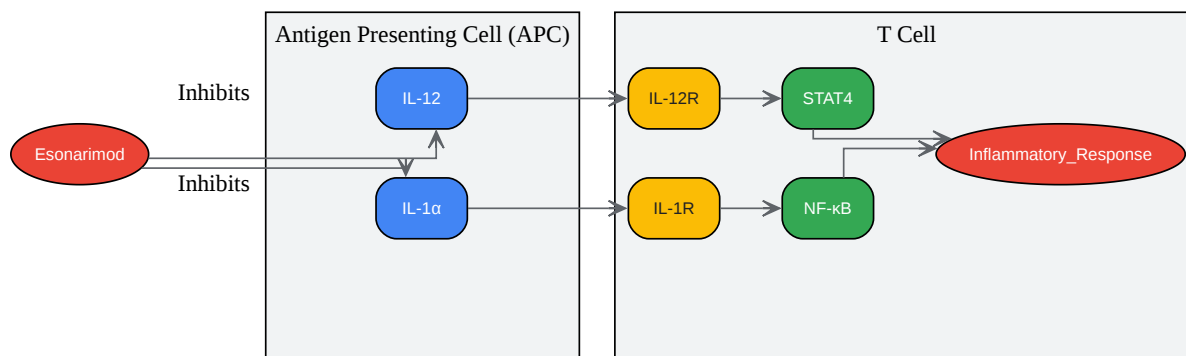 Antigen Presenting Cell (APC)
T Cell
Inhibits
IL-12
IL-12R
STAT4
Esonarimod
Inflammatory_Response
Inhibits
IL-1α
IL-1R
NF-κB